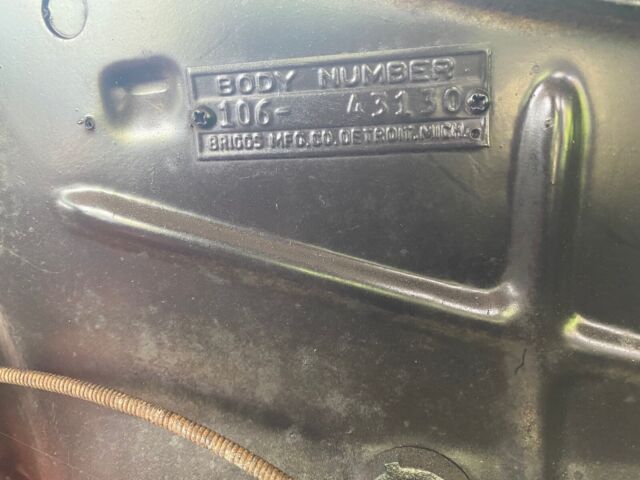 BODY NUMBER
106- 43130
BRIGGS MFG. CO. DETROIT, MICH.